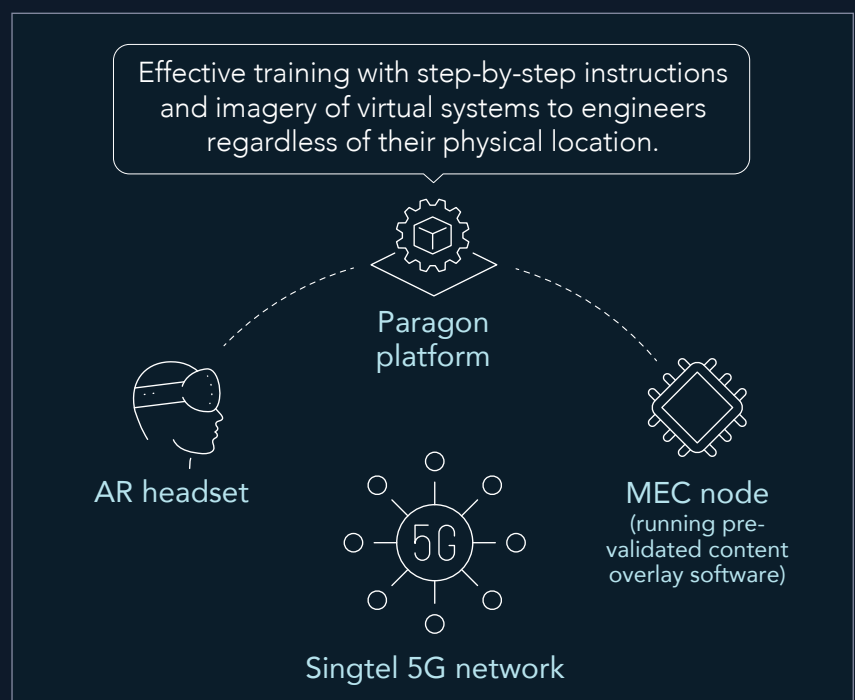 Effective training with step-by-step instructions
and imagery of virtual systems to engineers
regardless of their physical location.
Paragon
platform
AR headset
MEC node
(running pre-
validated content
overlay software)
5G
Singtel 5G network